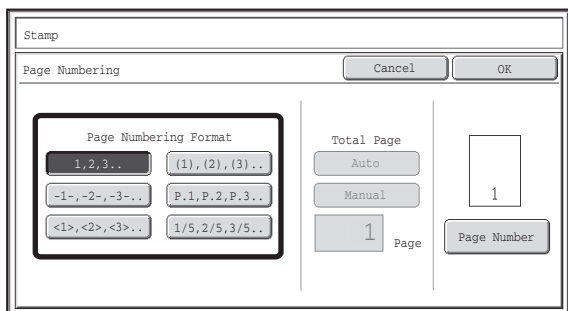 Stamp
Page Numbering
Cancel
OK
Page Numbering Format
1,2,3..
(1),(2),(3)..
-1-,-2-,-3-..
P.1,P.2,P.3..
<1>,<2>,<3>..
1/5,2/5,3/5..
Total Page
Auto
Manual
1
Page
1
Page Number